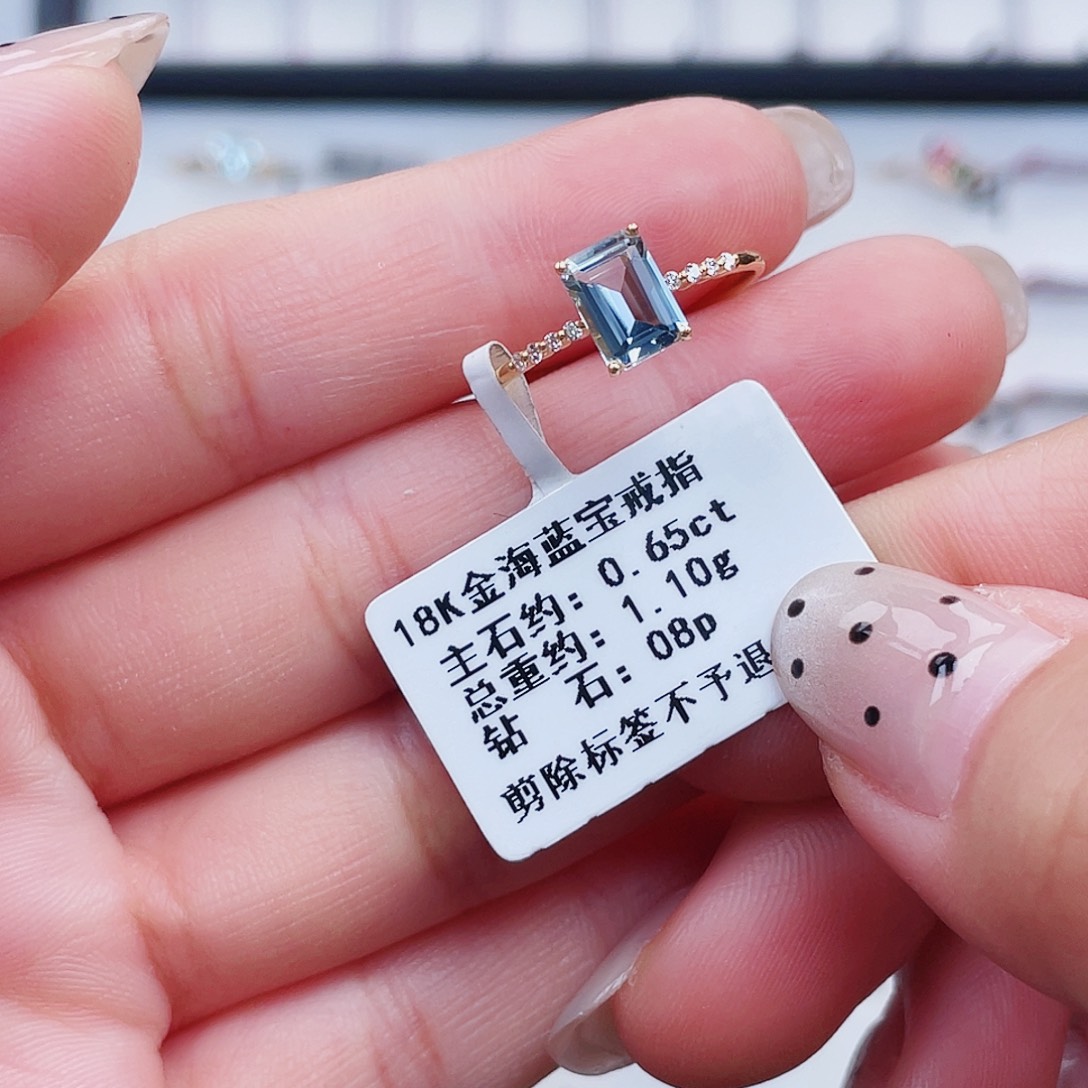 18K金海蓝宝戒指
主石约: 0.65ct
总重约: 1.10g
钻 石: 08p
剪除标签不予退